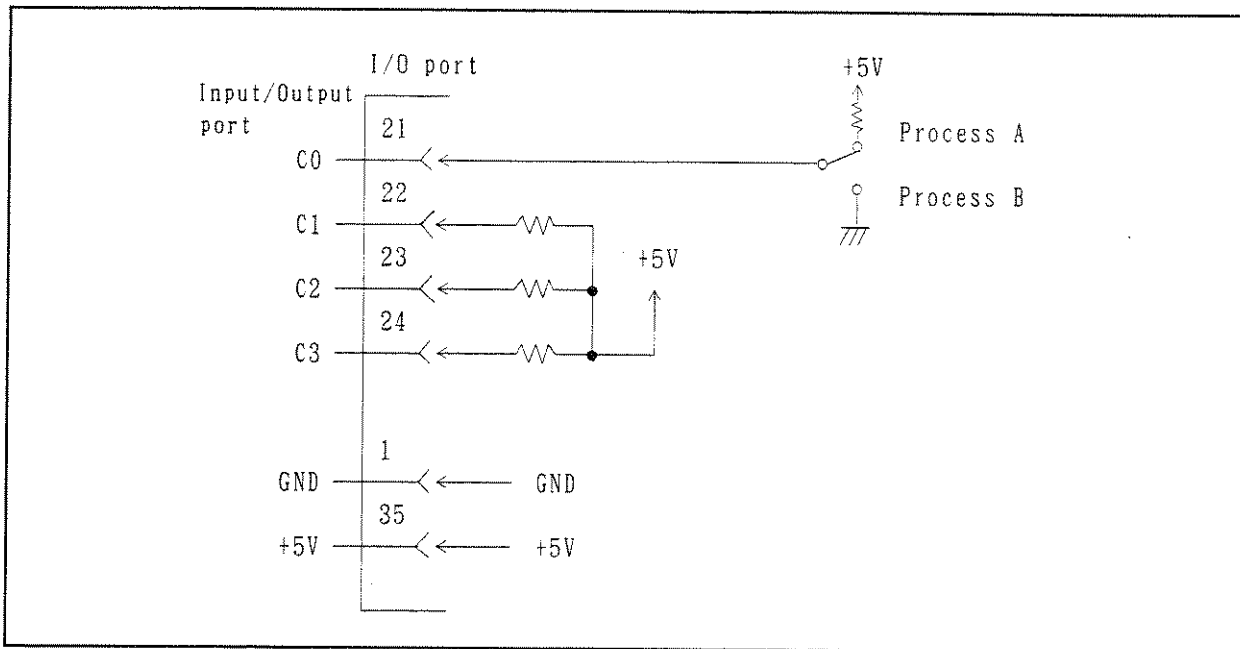 I/O port
Input/Output
port
+5V
21
Process A
C0
22
Process B
C1
23
+5V
C2
24
C3
1
GND
GND
35
+5V
+5V